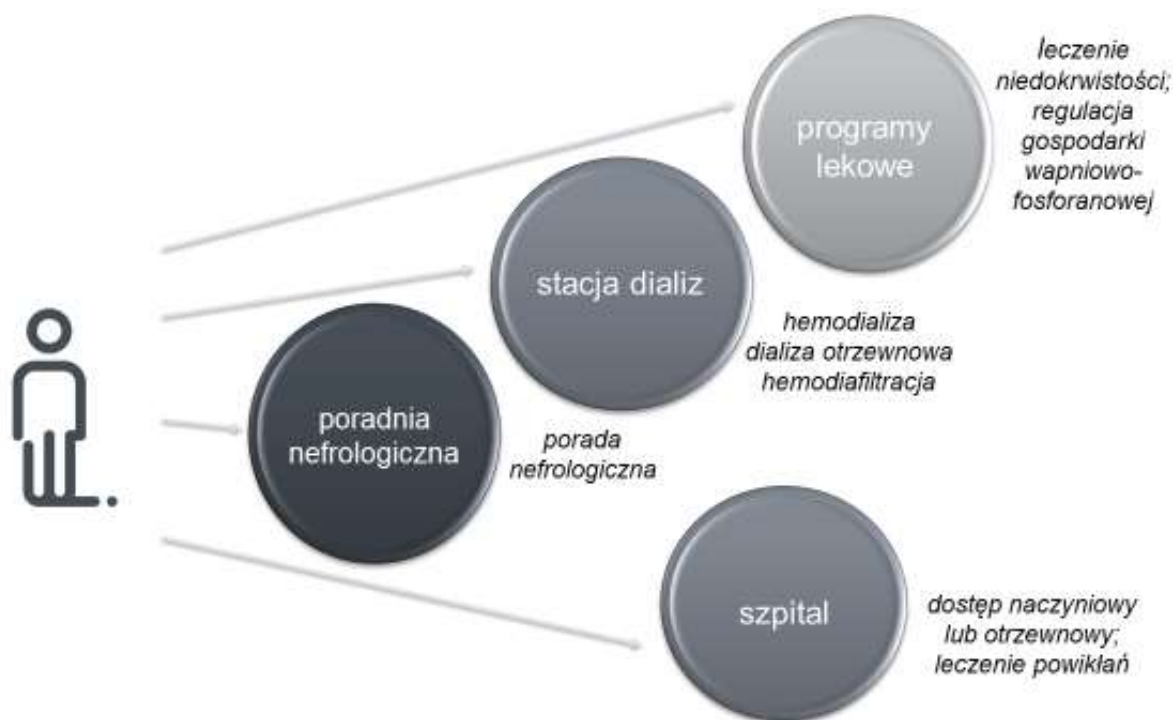 programy
lekowe
leczenie
niedokrwistości;
regulacja
gospodarki
wapniowo-
fosforanowej
stacja dializ
hemodializa
dializa otrzewnowa
hemodiafiltracja
poradnia
nefrologiczna
porada
nefrologiczna
szpital
dostęp naczyniowy
lub otrzewnowy;
leczenie powikłań